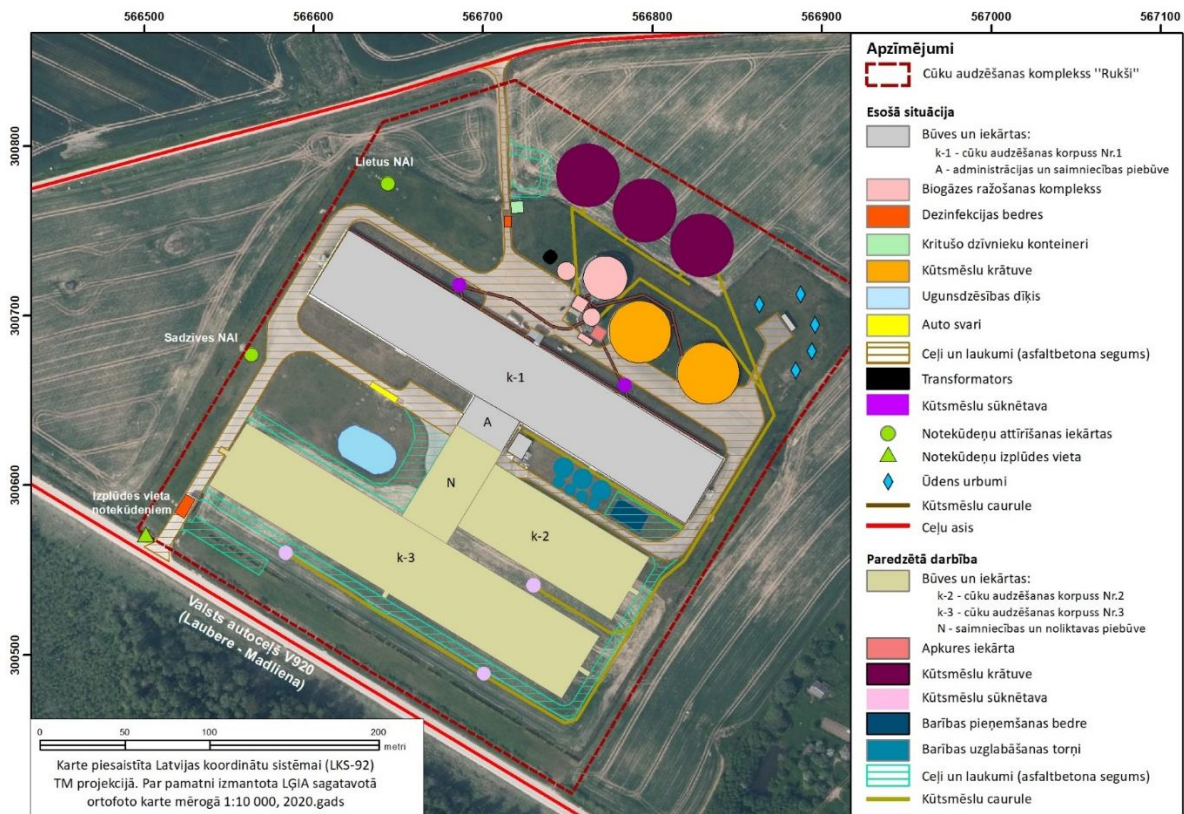 566500 566600 566700 566800 566900 567000 567100
300800
300700
300600
300500
Lietus NAI
Sadzīves NAI
Izplūdes vieta
notekūdeņiem
k-1
A
N
k-2
k-3
Valsts autoceļš V920
(Laubere - Madliena)
0 50 100 200
metri
Karte piesaistīta Latvijas koordinātu sistēmai (LKS-92)
TM projekcijā. Par pamatni izmantota LĢIA sagatavotā
ortofoto karte mērogā 1:10 000, 2020.gads
Apzīmējumi
Cūku audzēšanas komplekss "Rukši"
Esošā situācija
Būves un iekārtas:
k-1 - cūku audzēšanas korpuss Nr.1
A - administrācijas un saimniecības piebūve
Biogāzes ražošanas komplekss
Dezinfekcijas bedres
Kritušo dzīvnieku konteineri
Kūtsmēslu krātuve
Ugunsdzēsības dīķis
Auto svari
Ceļi un laukumi (asfaltbetona segums)
Transformators
Kūtsmēslu sūknētava
Notekūdeņu attīrīšanas iekārtas
Notekūdeņu izplūdes vieta
Ūdens urbumi
Kūtsmēslu caurule
Ceļu asis
Paredzētā darbība
Būves un iekārtas:
k-2 - cūku audzēšanas korpuss Nr.2
k-3 - cūku audzēšanas korpuss Nr.3
N - saimniecības un noliktavas piebūve
Apkures iekārta
Kūtsmēslu krātuve
Kūtsmēslu sūknētava
Barības pieņemšanas bedre
Barības uzglabāšanas torņi
Ceļi un laukumi (asfaltbetona segums)
Kūtsmēslu caurule